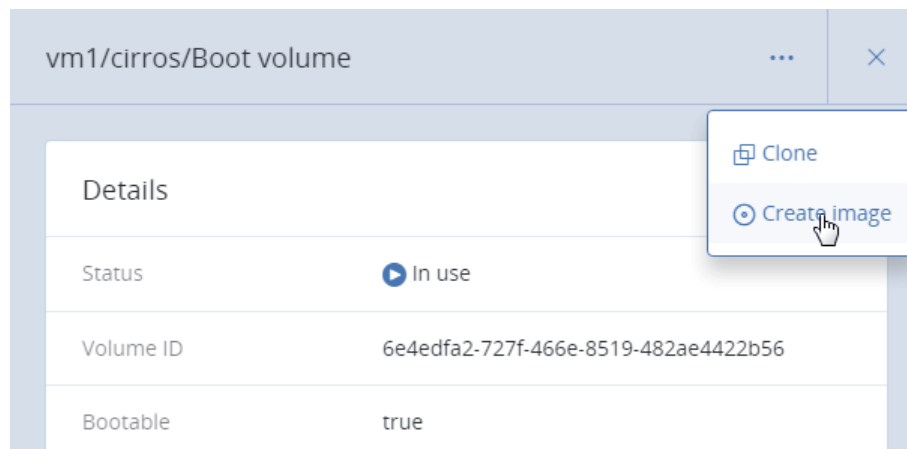 vm1/cirros/Boot volume
Clone
Create image
Details
Status In use
Volume ID 6e4edfa2-727f-466e-8519-482ae4422b56
Bootable true